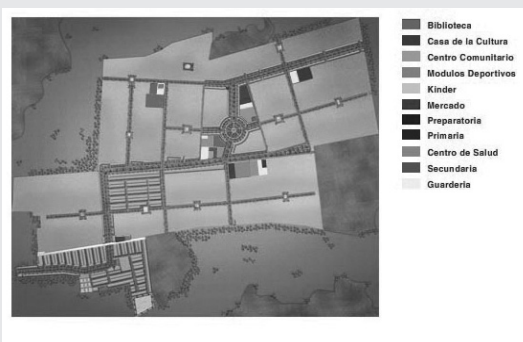 Biblioteca
Casa de la Cultura
Centro Comunitario
Modulos Deportivos
Kinder
Mercado
Preparatoria
Primaria
Centro de Salud
Secundaria
Guarderia